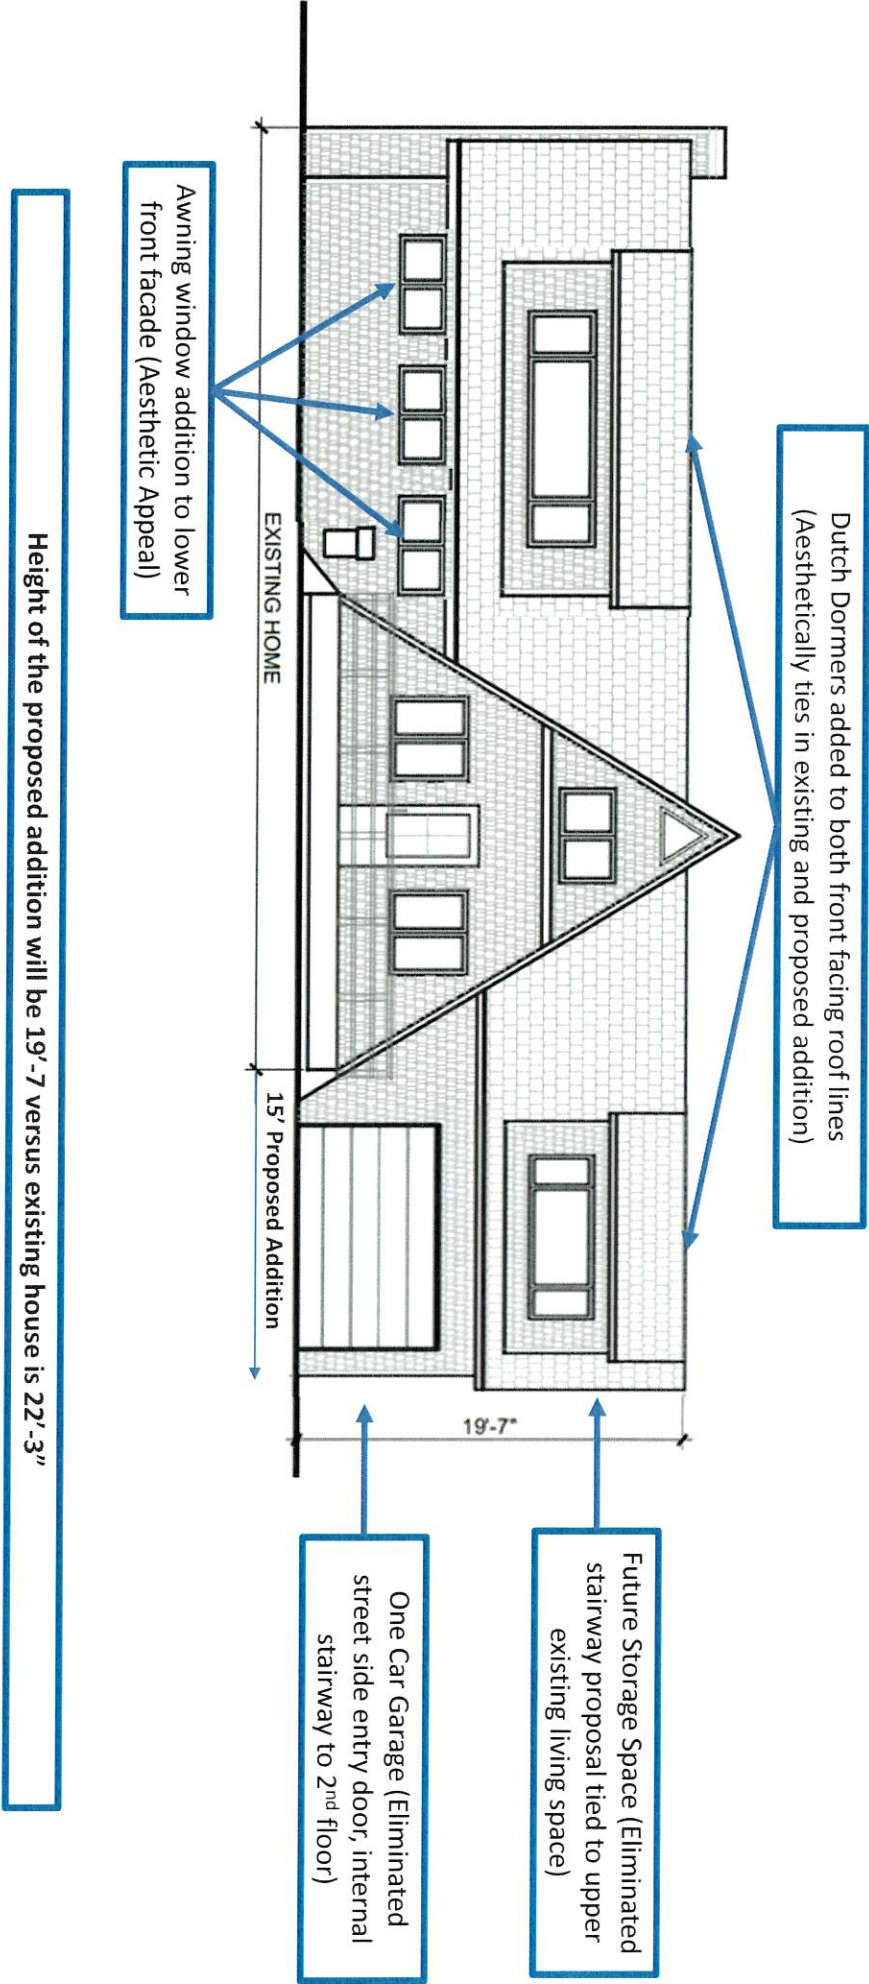 Dutch Dormers added to both front facing roof lines
(Aesthetically ties in existing and proposed addition)
Future Storage Space (Eliminated
stairway proposal tied to upper
existing living space)
19'-7"
One Car Garage (Eliminated
street side entry door, internal
stairway to 2nd floor)
EXISTING HOME
15' Proposed Addition
Awning window addition to lower
front facade (Aesthetic Appeal)
Height of the proposed addition will be 19'-7 versus existing house is 22'-3"